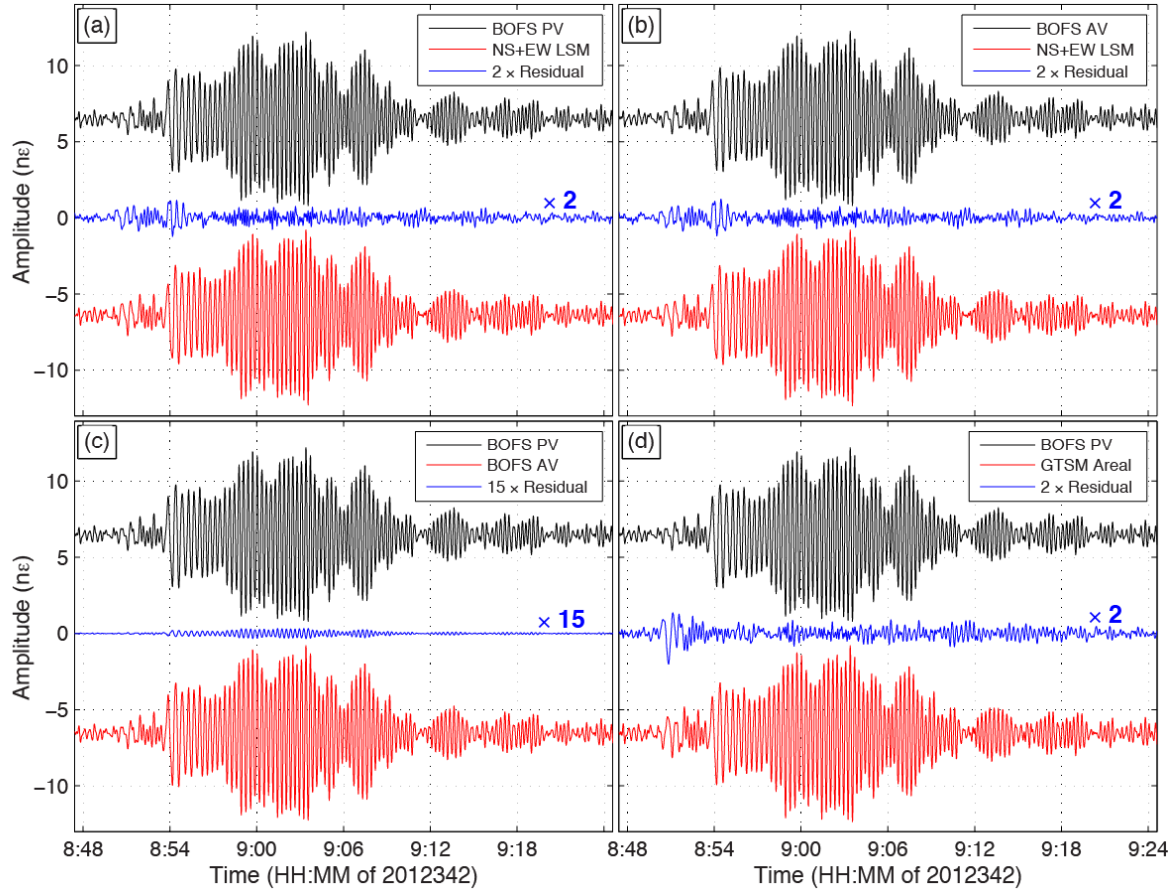 (a)
BOFS PV
NS+EW LSM
2 × Residual
× 2
10
5
0
−5
−10
Amplitude (nε)
(b)
BOFS AV
NS+EW LSM
2 × Residual
× 2
(c)
BOFS PV
BOFS AV
15 × Residual
× 15
10
5
0
−5
−10
Amplitude (nε)
8:48 8:54 9:00 9:06 9:12 9:18
Time (HH:MM of 2012342)
(d)
BOFS PV
GTSM Areal
2 × Residual
× 2
8:48 8:54 9:00 9:06 9:12 9:18 9:24
Time (HH:MM of 2012342)